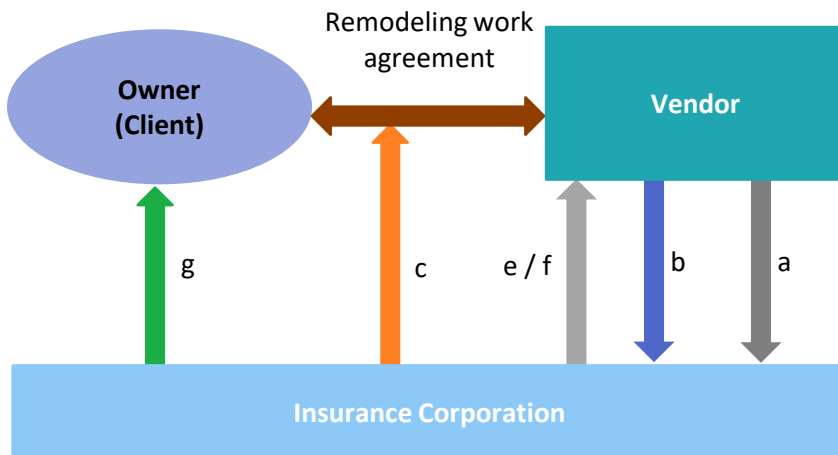 Remodeling work
agreement
Owner
(Client)
Vendor
g
c
e / f
b
a
Insurance Corporation